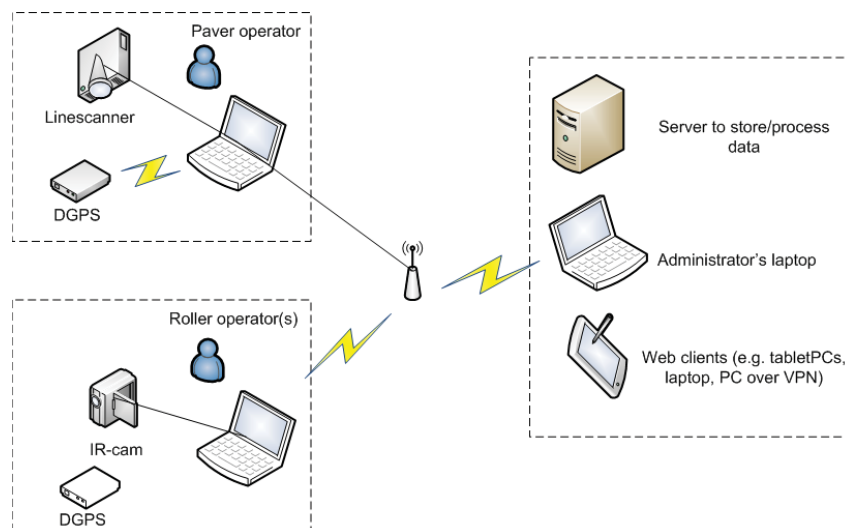 Paver operator
Linescanner
DGPS
Roller operator(s)
IR-cam
DGPS
Server to store/process
data
Administrator's laptop
Web clients (e.g. tabletPCs,
laptop, PC over VPN)